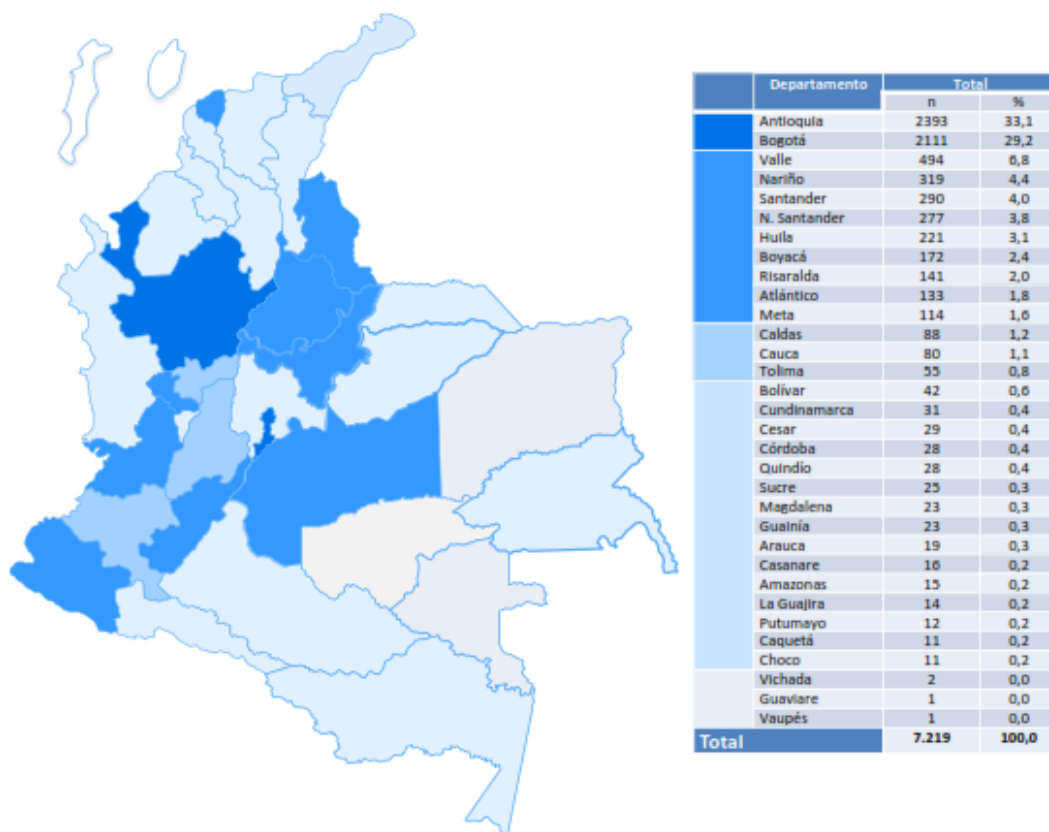 Departamento Total
n %
Antioquia 2393 33,1
Bogotá 2111 29,2
Valle 494 6,8
Nariño 319 4,4
Santander 290 4,0
N. Santander 277 3,8
Huila 221 3,1
Boyacá 172 2,4
Risaralda 141 2,0
Atlántico 133 1,8
Meta 114 1,6
Caldas 88 1,2
Cauca 80 1,1
Tolima 55 0,8
Bolívar 42 0,6
Cundinamarca 31 0,4
Cesar 29 0,4
Córdoba 28 0,4
Quindío 28 0,4
Sucre 25 0,3
Magdalena 23 0,3
Guainía 23 0,3
Arauca 19 0,3
Casanare 16 0,2
Amazonas 15 0,2
La Guajira 14 0,2
Putumayo 12 0,2
Caquetá 11 0,2
Choco 11 0,2
Vichada 2 0,0
Guaviare 1 0,0
Vaupés 1 0,0
Total 7.219 100,0